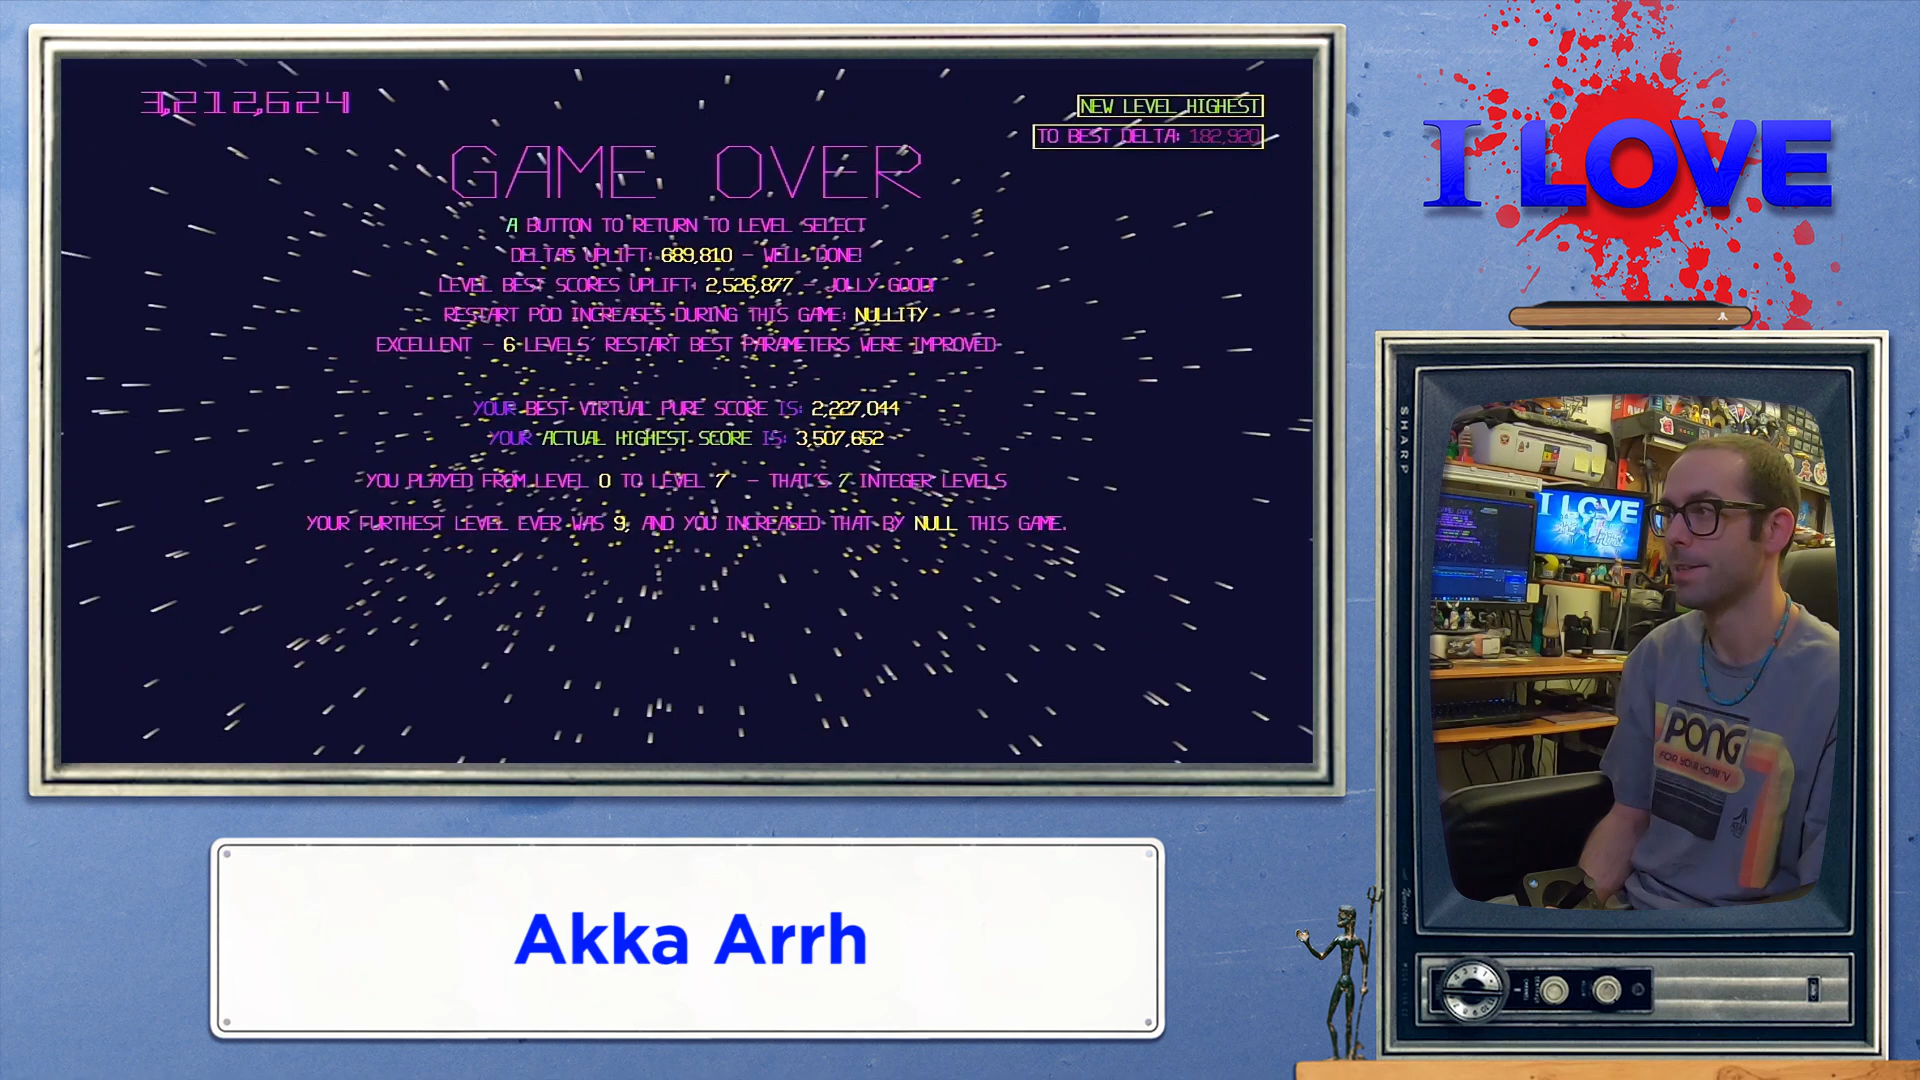 3,212,624
NEW LEVEL HIGHEST
TO BEST DELTA: 182,920
GAME OVER
A BUTTON TO RETURN TO LEVEL SELECT
DELTAS UPLIFT: 689,810 - WELL DONE!
LEVEL BEST SCORES UPLIFT: 2,526,877 - JOLLY GOOD!
RESTART POD INCREASES DURING THIS GAME: NULLITY
EXCELLENT - 6 LEVELS' RESTART BEST PARAMETERS WERE IMPROVED
YOUR BEST VIRTUAL PURE SCORE IS: 2,227,044
YOUR ACTUAL HIGHEST SCORE IS: 3,507,652
YOU PLAYED FROM LEVEL 0 TO LEVEL 7 - THAT'S 7 INTEGER LEVELS
YOUR FURTHEST LEVEL EVER WAS 9, AND YOU INCREASED THAT BY NULL THIS GAME.
I LOVE
SHARP
I LOVE
GAME OVER
PONG
Akka Arrh